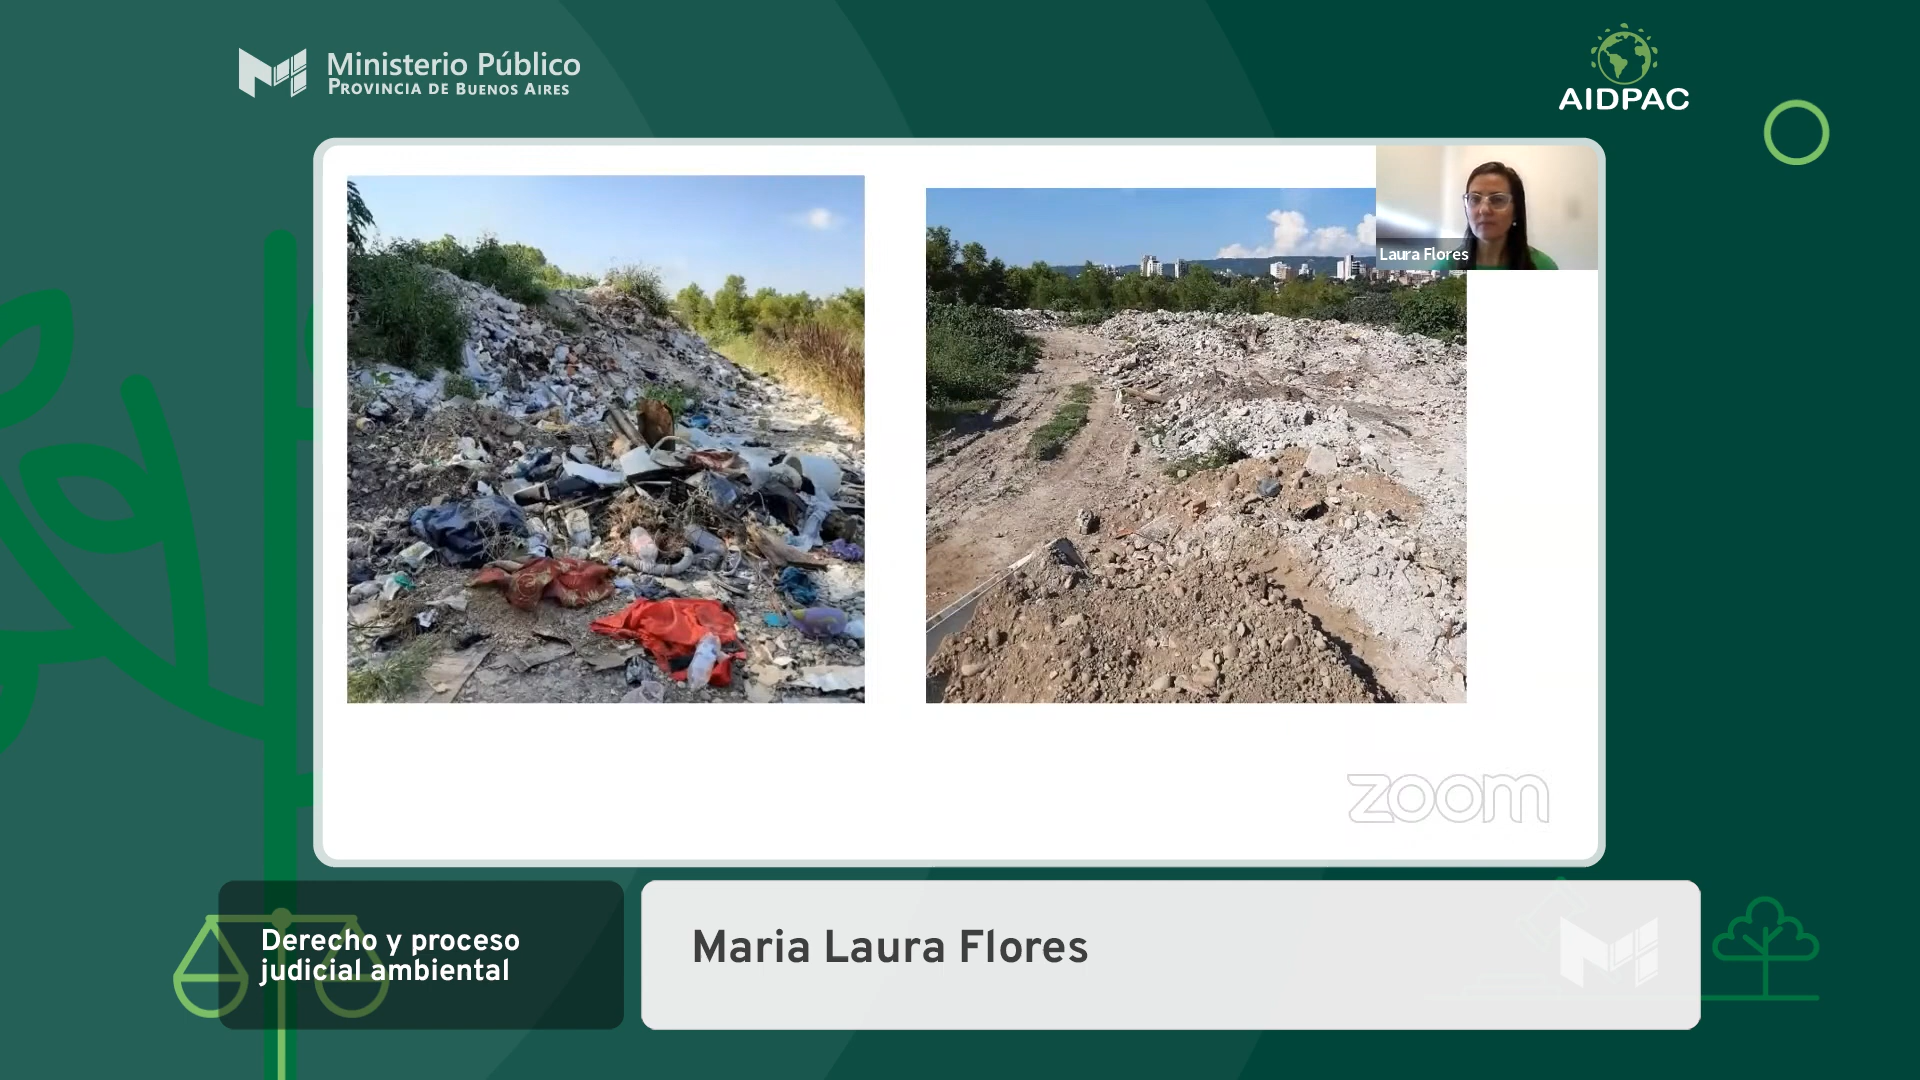 Ministerio Público
PROVINCIA DE BUENOS AIRES
AIDPAC
Laura Flores
zoom
Derecho y proceso
judicial ambiental
Maria Laura Flores